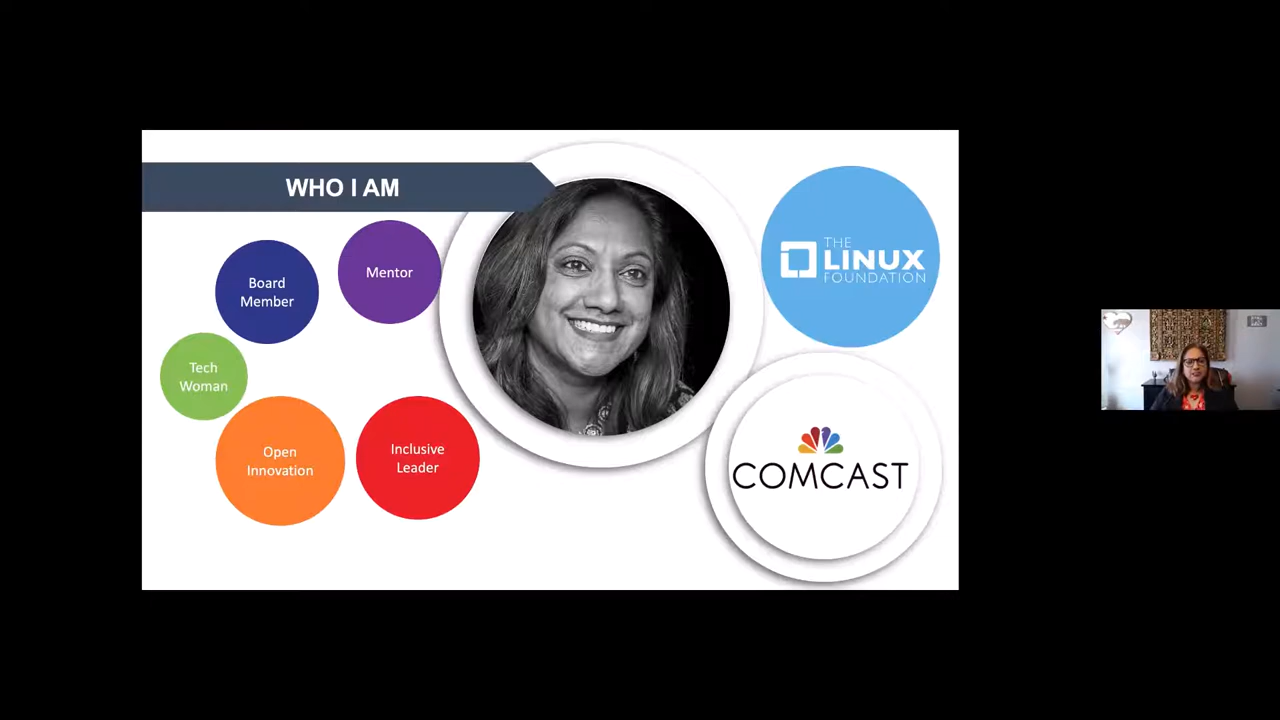 WHO I AM
Mentor
Board
Member
Tech
Woman
Open
Innovation
Inclusive
Leader
THE
LINUX
FOUNDATION
COMCAST